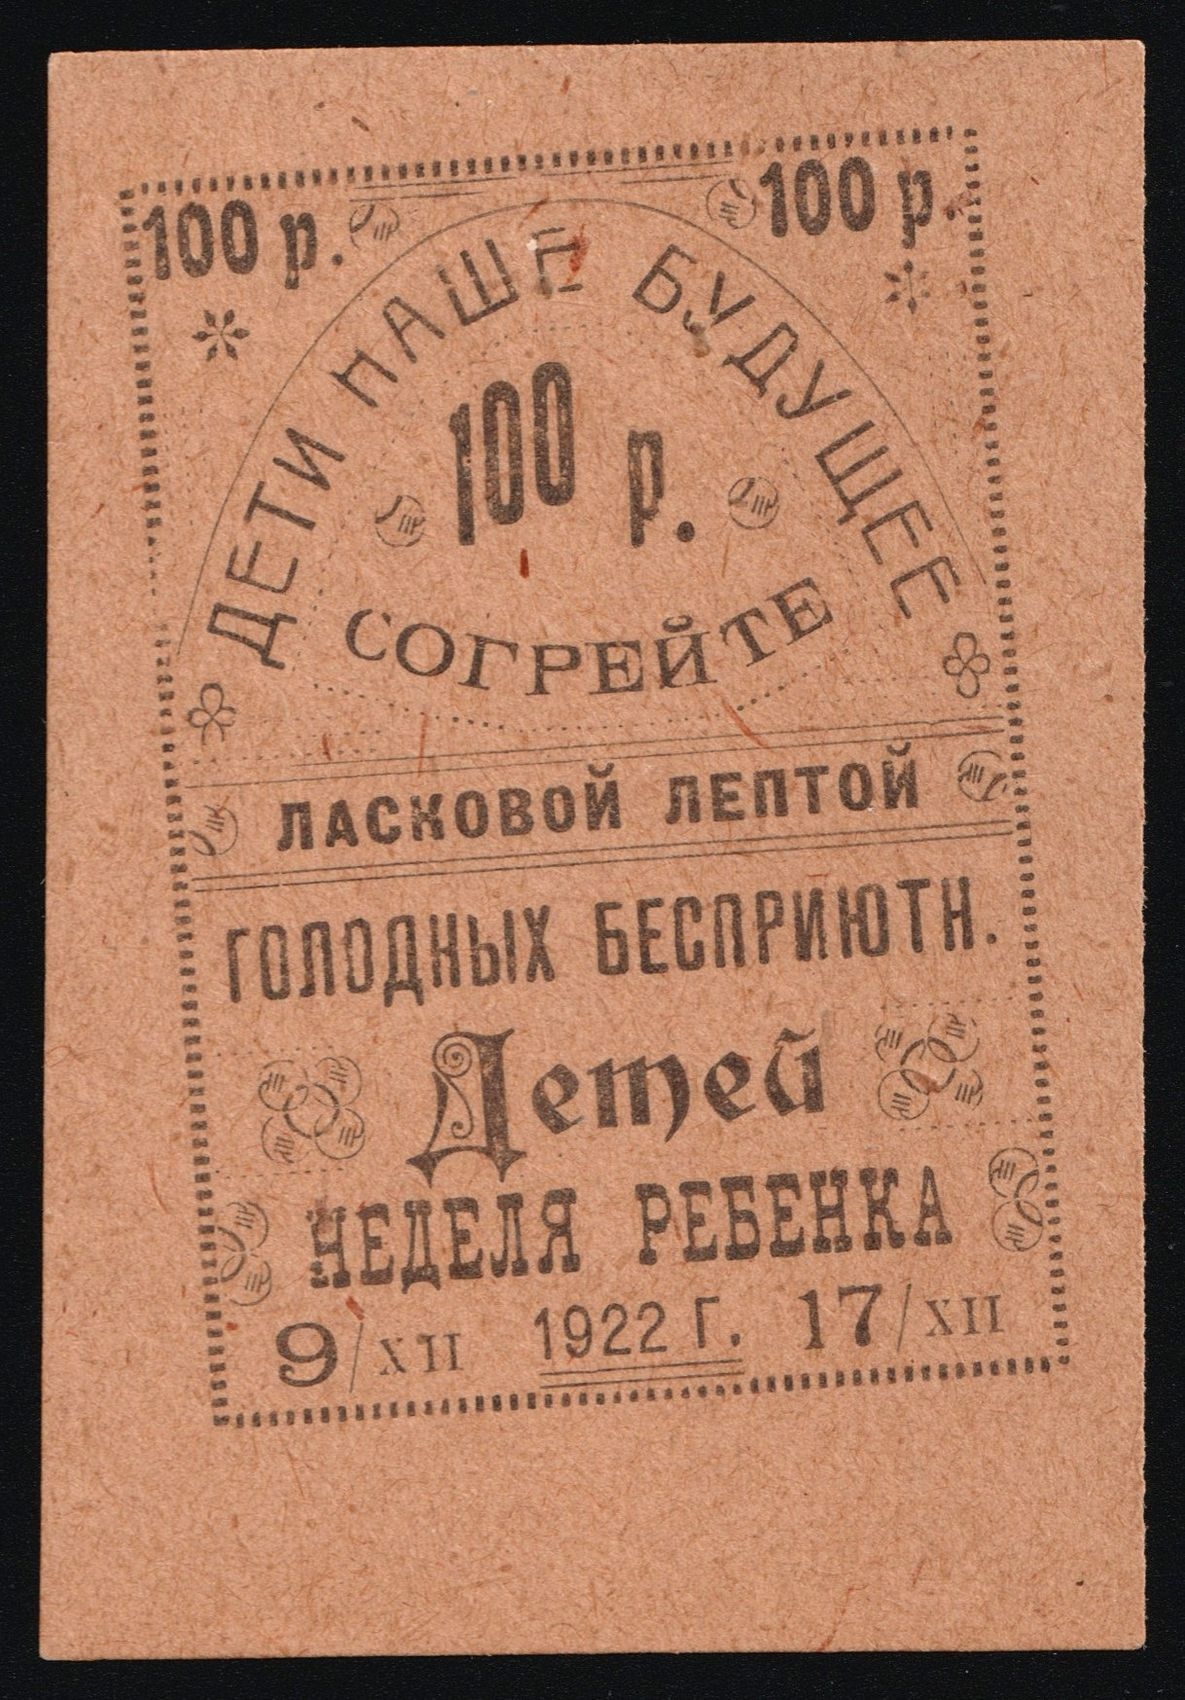 100 р. 100 р.
ДЕТИ НАШЕ БУДУЩЕЕ
100 р.
СОГРЕЙТЕ
ЛАСКОВОЙ ЛЕПТОЙ
ГОЛОДНЫХ БЕСПРИЮТН.
Детей
НЕДЕЛЯ РЕБЕНКА
9/XII 1922 Г. 17/XII